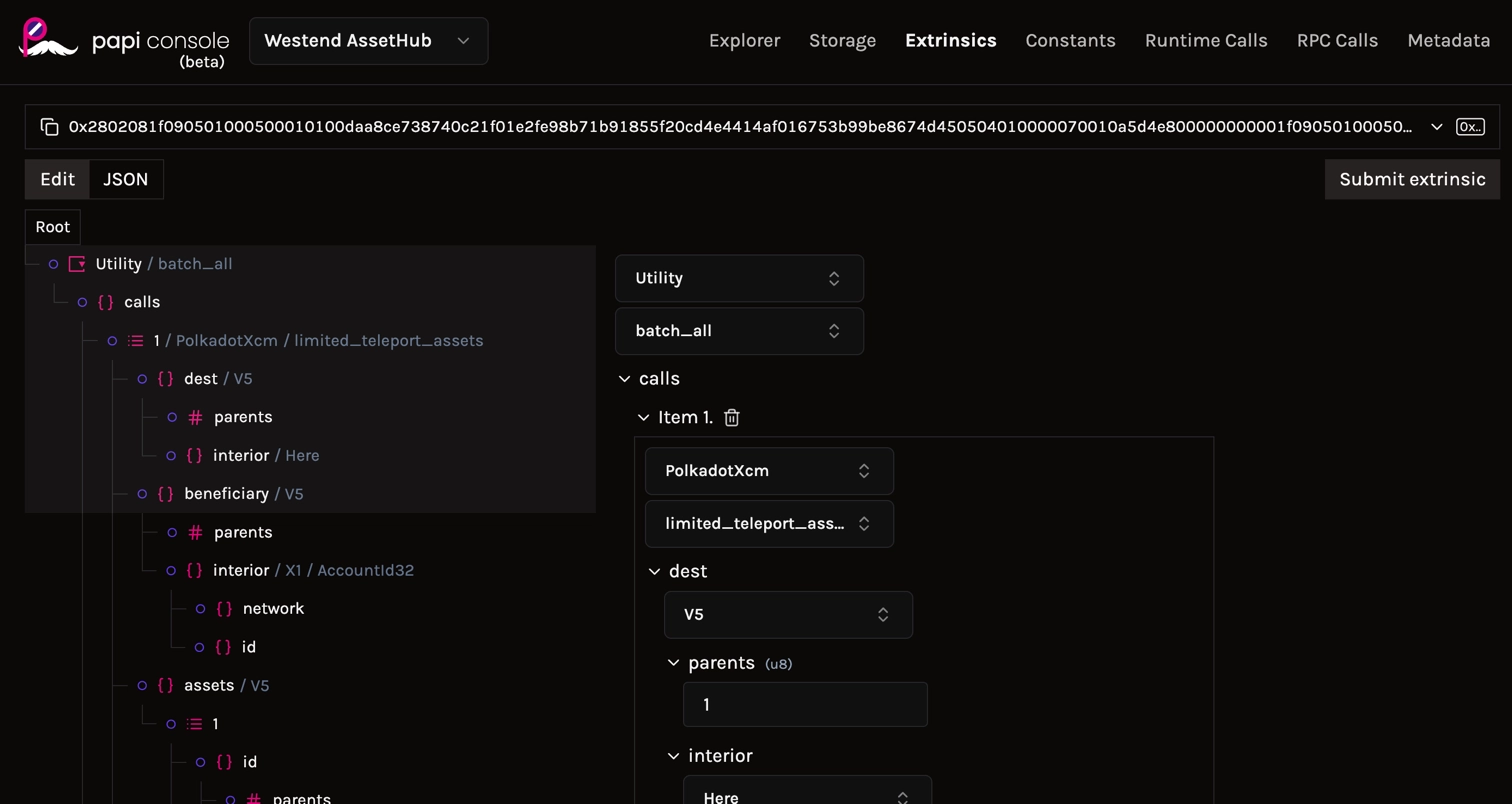 papi console
(beta)
Westend AssetHub
Explorer Storage Extrinsics Constants Runtime Calls RPC Calls Metadata
0x2802081f090501000500010100daa8ce738740c21f01e2fe98b71b91855f20cd4e4414af016753b99be8674d450504010000070010a5d4e800000000001f09050100050...
0x..
Edit JSON
Submit extrinsic
Root
Utility / batch_all
calls
1 / PolkadotXcm / limited_teleport_assets
dest / V5
# parents
{} interior / Here
{} beneficiary / V5
# parents
{} interior / X1 / AccountId32
{} network
{} id
{} assets / V5
1
{} id
# parents
Utility
batch_all
calls
Item 1.
PolkadotXcm
limited_teleport_ass...
dest
V5
parents (u8)
1
interior
Here